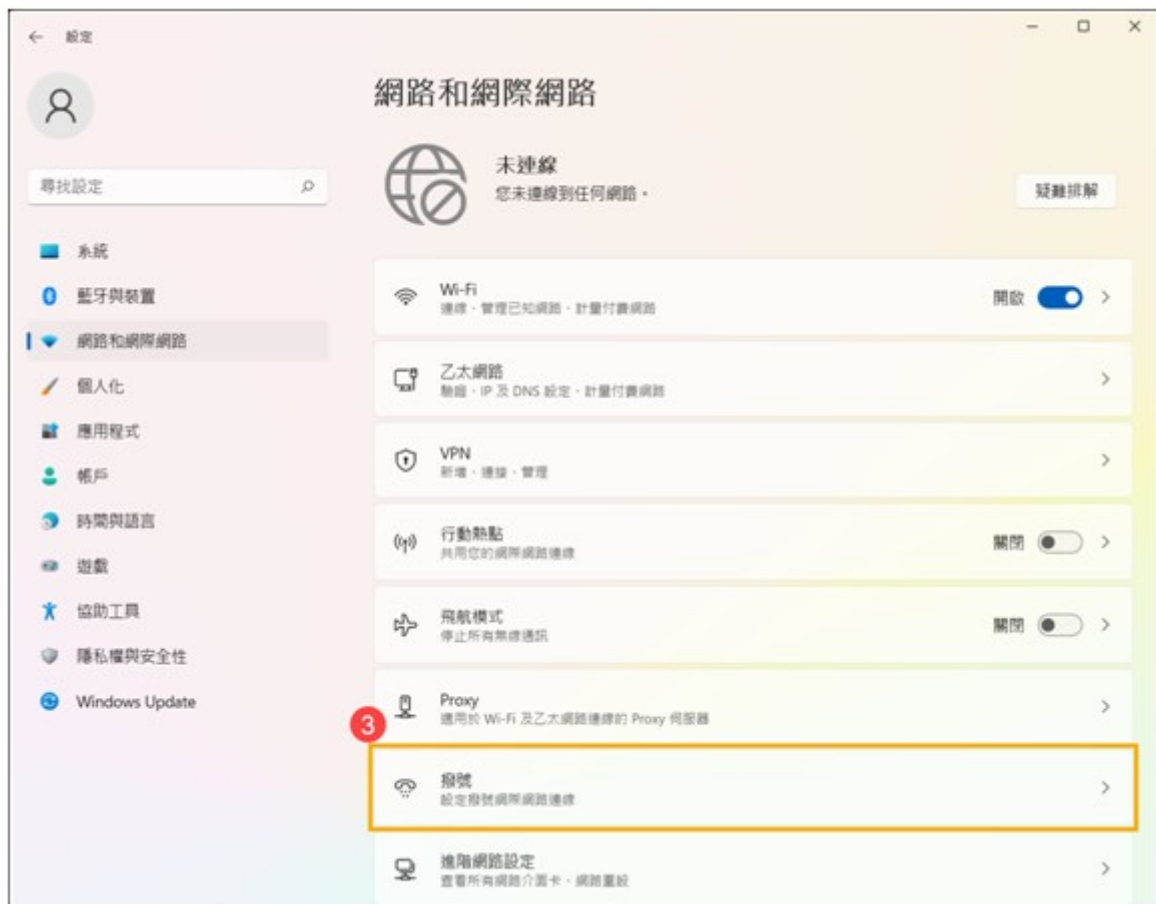 設定
網路和網際網路
未連線
您未連線到任何網路。
疑難排解
尋找設定
系統
藍牙與裝置
網路和網際網路
個人化
應用程式
帳戶
時間與語言
遊戲
協助工具
隱私權與安全性
Windows Update
Wi-Fi
連線、管理已知網路、計量付費網路
開啟
乙太網路
驗證、IP 及 DNS 設定、計量付費網路
VPN
新增、連接、管理
行動熱點
共用您的網際網路連線
關閉
飛航模式
停止所有無線通訊
關閉
Proxy
適用於 Wi-Fi 及乙太網路連線的 Proxy 伺服器
3
撥號
設定撥號網際網路連線
進階網路設定
查看所有網路介面卡、網路重設